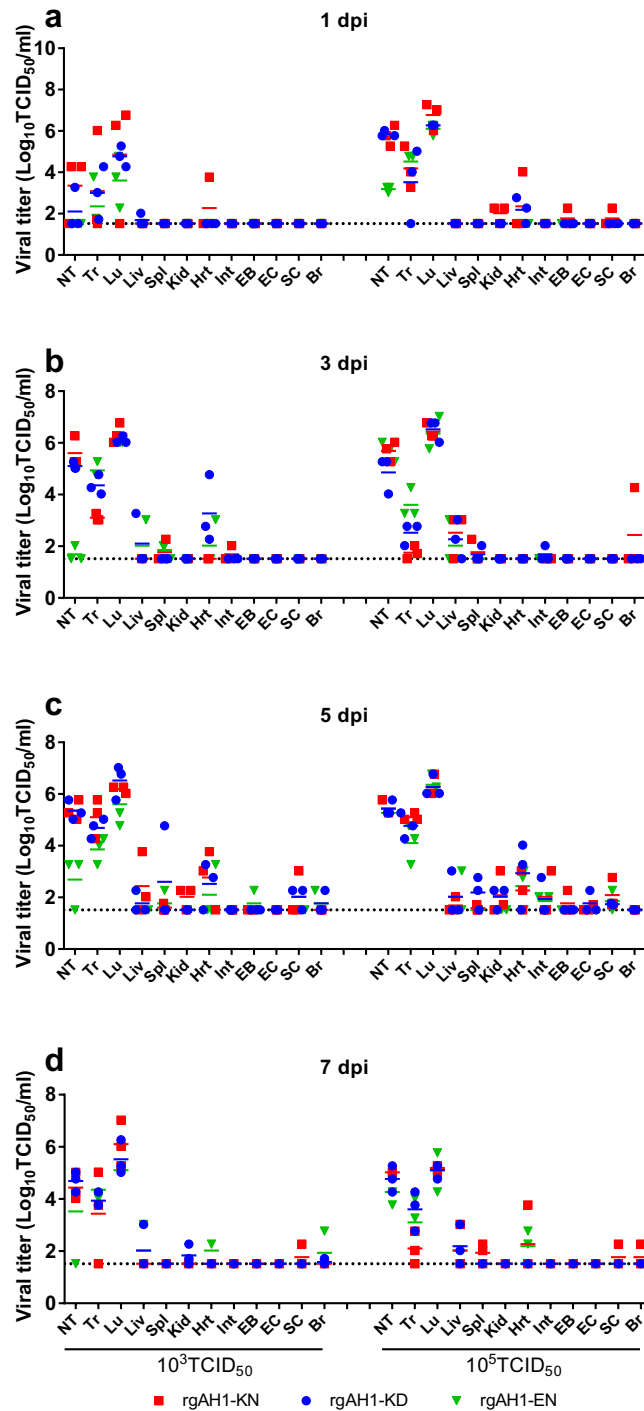 a
1 dpi
Viral titer (Log10TCID50/ml)
10
8
6
4
2
0
NT Tr Lu Liv Spl Kid Hrt Int EB EC SC Br NT Tr Lu Liv Spl Kid Hrt Int EB EC SC Br
b
3 dpi
Viral titer (Log10TCID50/ml)
8
6
4
2
0
NT Tr Lu Liv Spl Kid Hrt Int EB EC SC Br NT Tr Lu Liv Spl Kid Hrt Int EB EC SC Br
c
5 dpi
Viral titer (Log10TCID50/ml)
8
6
4
2
0
NT Tr Lu Liv Spl Kid Hrt Int EB EC SC Br NT Tr Lu Liv Spl Kid Hrt Int EB EC SC Br
d
7 dpi
Viral titer (Log10TCID50/ml)
8
6
4
2
0
NT Tr Lu Liv Spl Kid Hrt Int EB EC SC Br NT Tr Lu Liv Spl Kid Hrt Int EB EC SC Br
10³TCID50 10⁵TCID50
rgAH1-KN rgAH1-KD rgAH1-EN